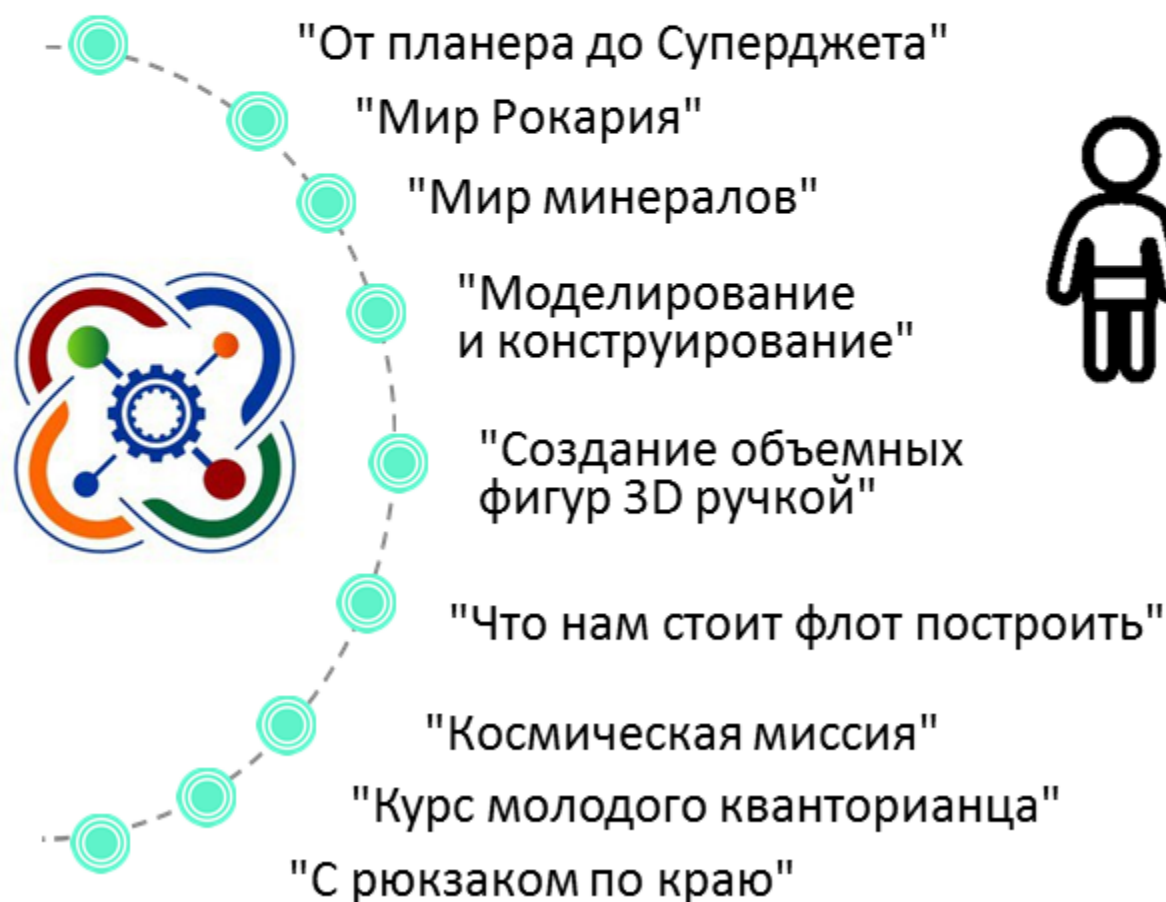 "От планера до Суперджета"
"Мир Рокария"
"Мир минералов"
"Моделирование
и конструирование"
"Создание объемных
фигур 3D ручкой"
"Что нам стоит флот построить"
"Космическая миссия"
"Курс молодого кванторианца"
"С рюкзаком по краю"